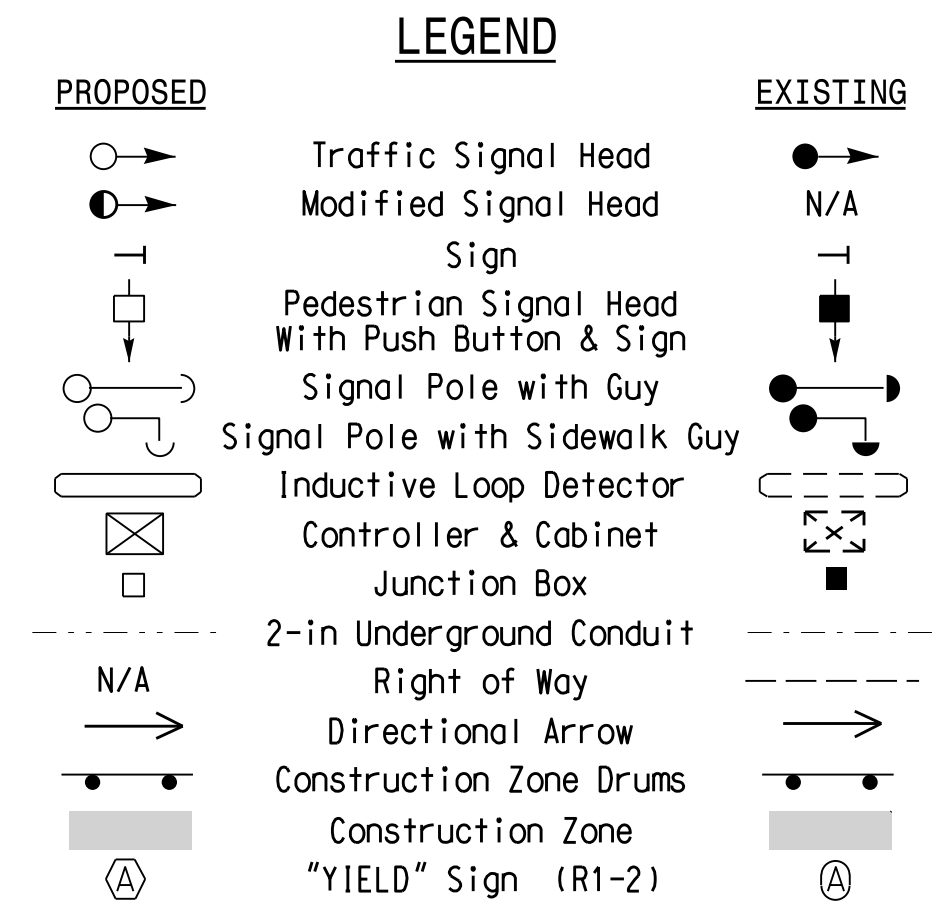 LEGEND
PROPOSED EXISTING
Traffic Signal Head
Modified Signal Head N/A
Sign
Pedestrian Signal Head
With Push Button & Sign
Signal Pole with Guy
Signal Pole with Sidewalk Guy
Inductive Loop Detector
Controller & Cabinet
Junction Box
2-in Underground Conduit
N/A Right of Way
Directional Arrow
Construction Zone Drums
Construction Zone
A "YIELD" Sign (R1-2) A